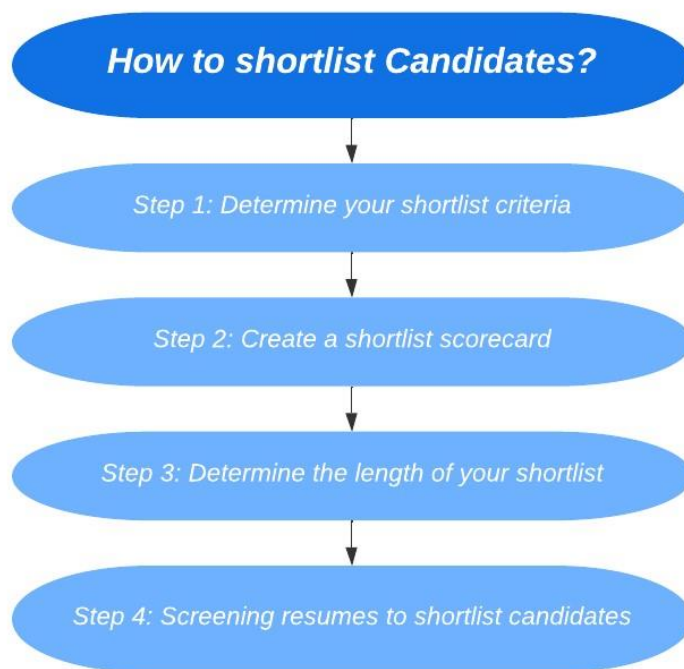 How to shortlist Candidates?
Step 1: Determine your shortlist criteria
Step 2: Create a shortlist scorecard
Step 3: Determine the length of your shortlist
Step 4: Screening resumes to shortlist candidates